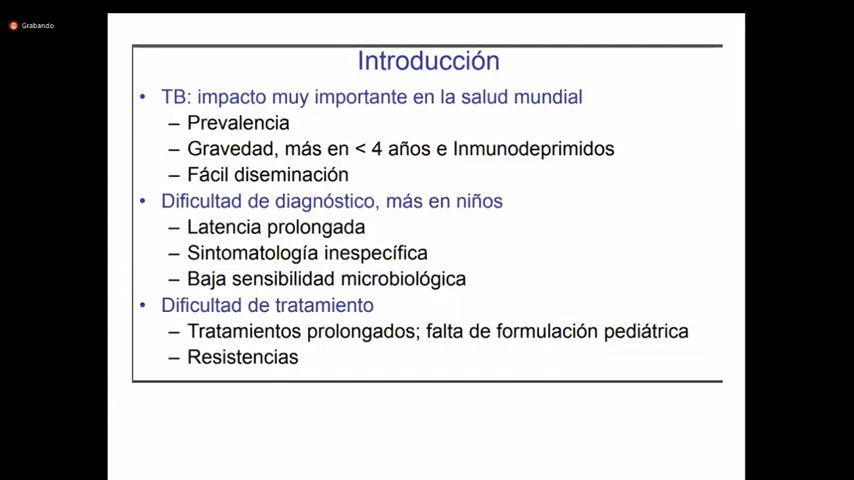 Grabando
Introducción
• TB: impacto muy importante en la salud mundial
– Prevalencia
– Gravedad, más en < 4 años e Inmunodeprimidos
– Fácil diseminación
• Dificultad de diagnóstico, más en niños
– Latencia prolongada
– Sintomatología inespecífica
– Baja sensibilidad microbiológica
• Dificultad de tratamiento
– Tratamientos prolongados; falta de formulación pediátrica
– Resistencias